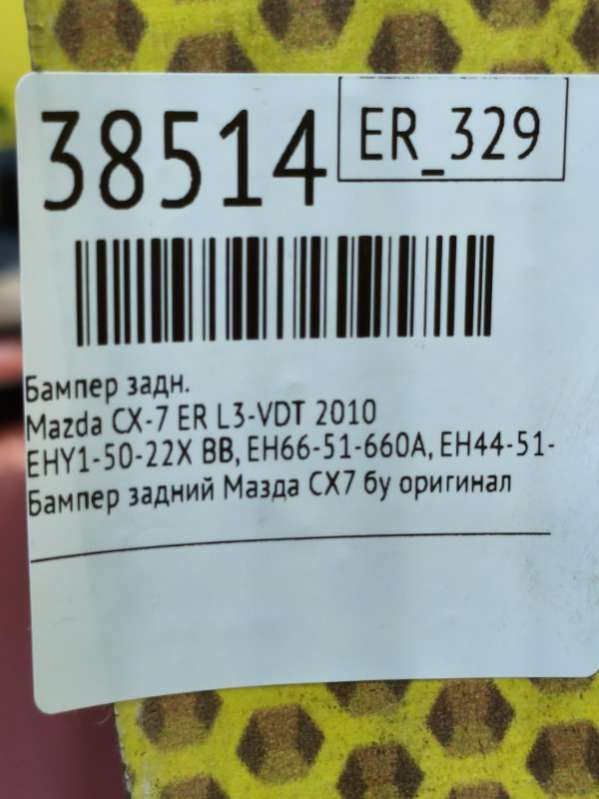 38514
ER_329
Бампер задн.
Mazda CX-7 ER L3-VDT 2010
EHY1-50-22X BB, EH66-51-660A, EH44-51-
Бампер задний Мазда СХ7 бу оригинал